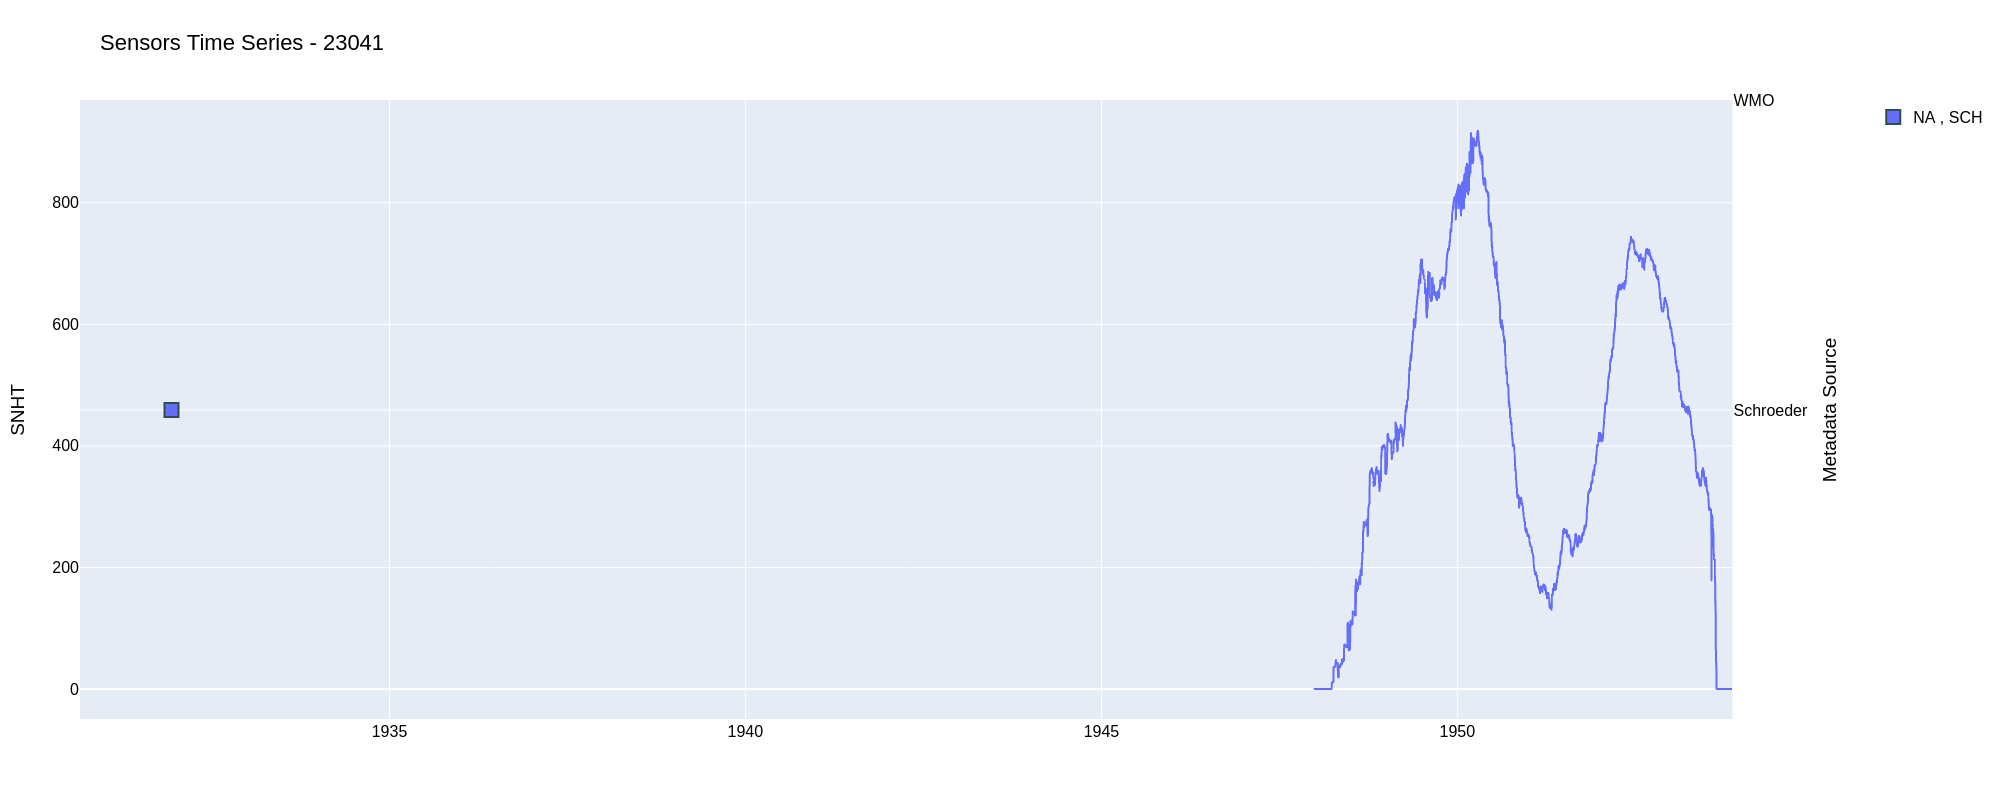 Sensors Time Series - 23041
WMO
NA , SCH
800
600
Schroeder
400
200
0
SNHT
Metadata Source
1935
1940
1945
1950